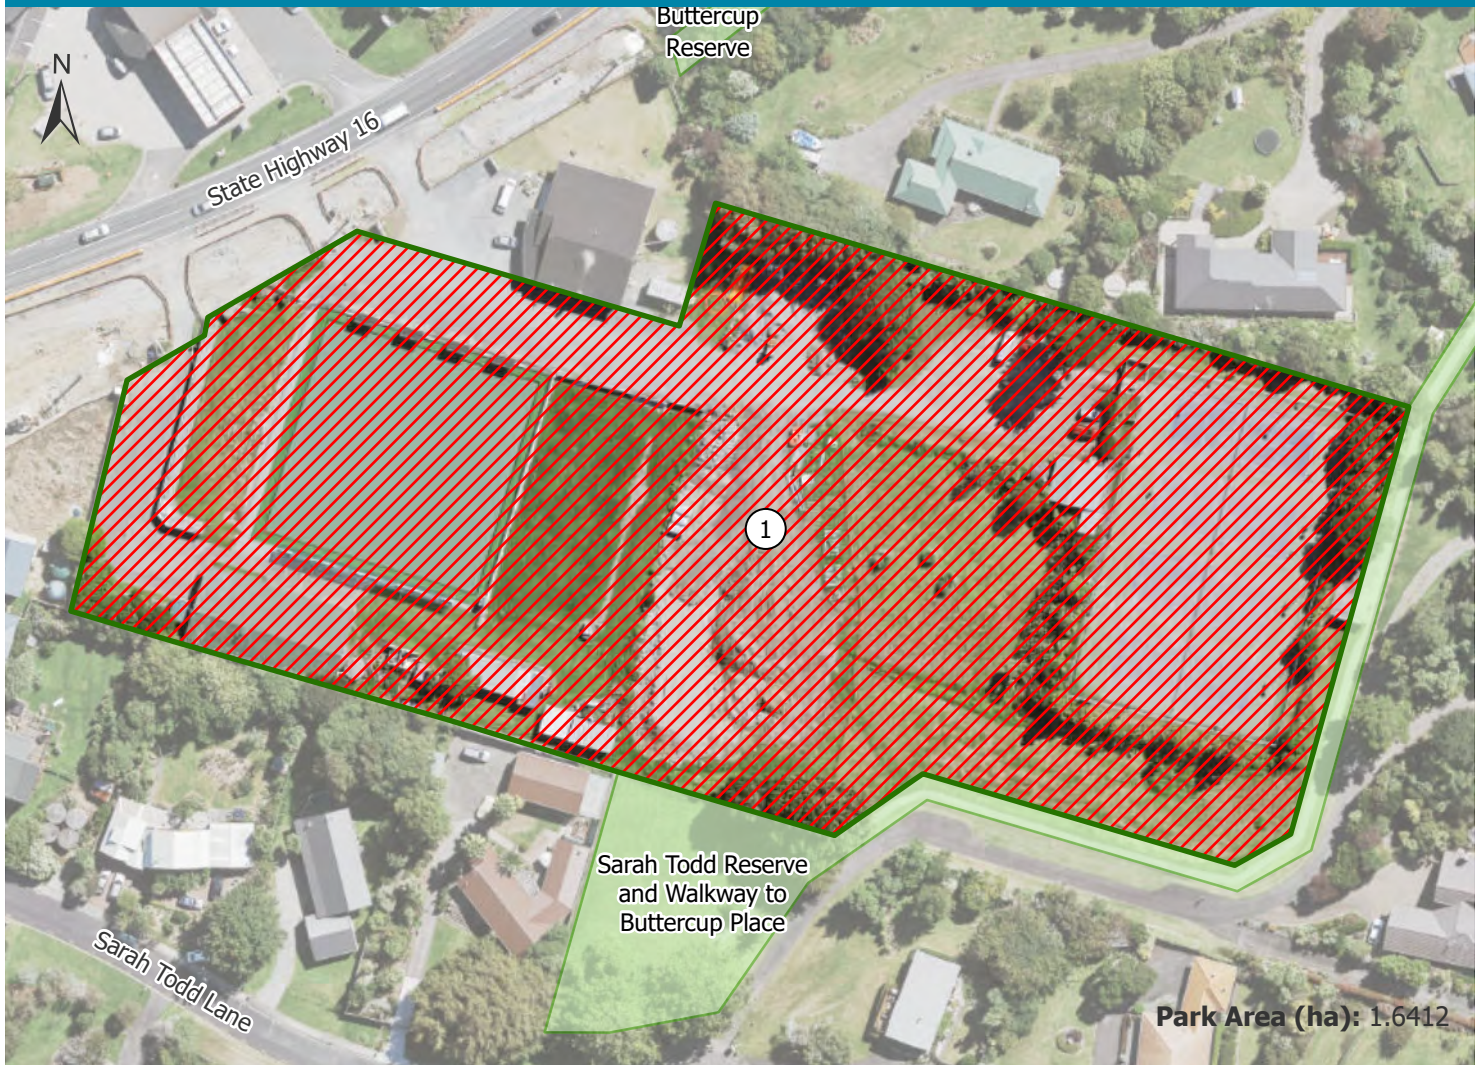 Buttercup
Reserve
N
State Highway 16
1
Sarah Todd Reserve
and Walkway to
Buttercup Place
Sarah Todd Lane
Park Area (ha): 1.6412